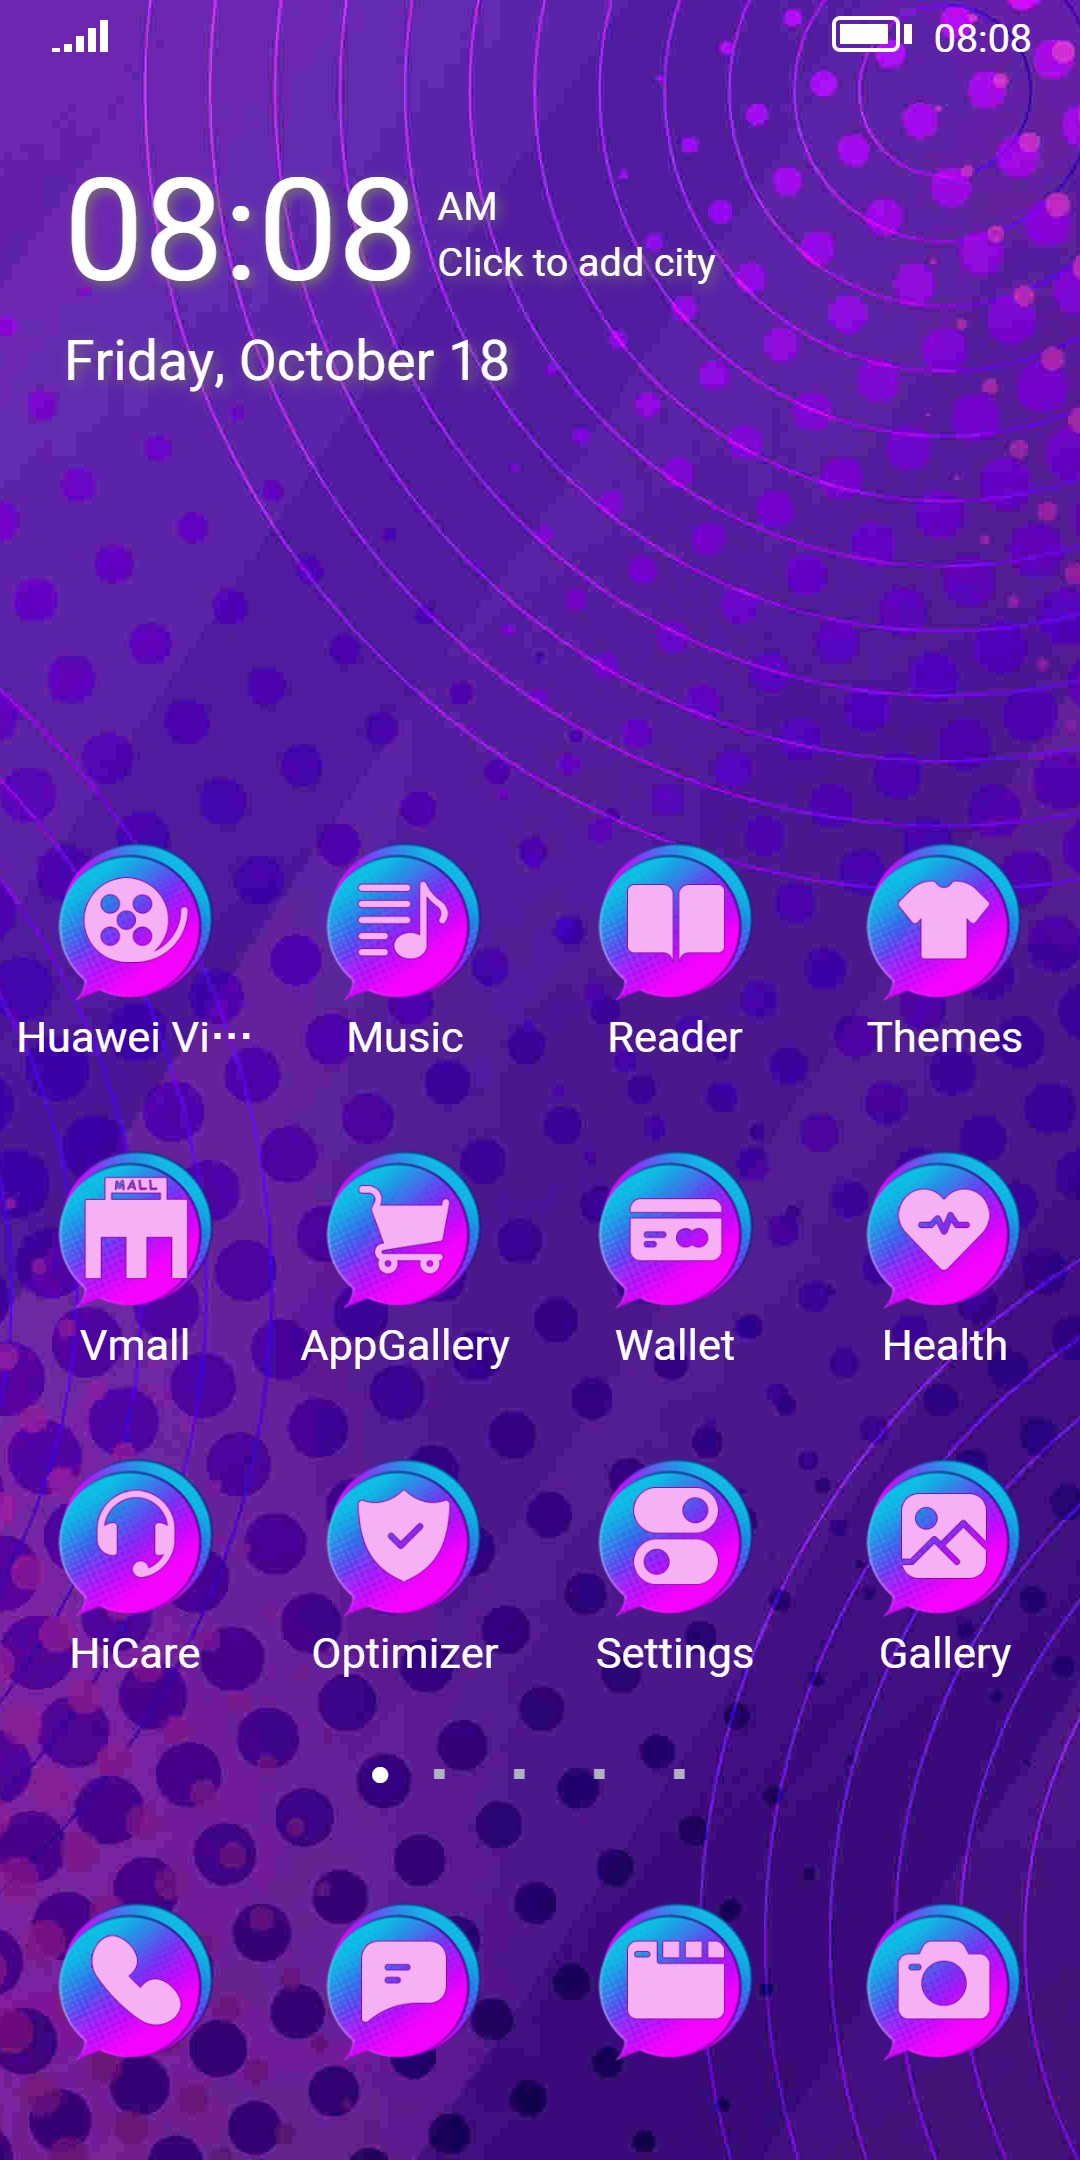 08:08
08:08 AM
Click to add city
Friday, October 18
Huawei Vi···
Music
Reader
Themes
MALL
Vmall
AppGallery
Wallet
Health
HiCare
Optimizer
Settings
Gallery